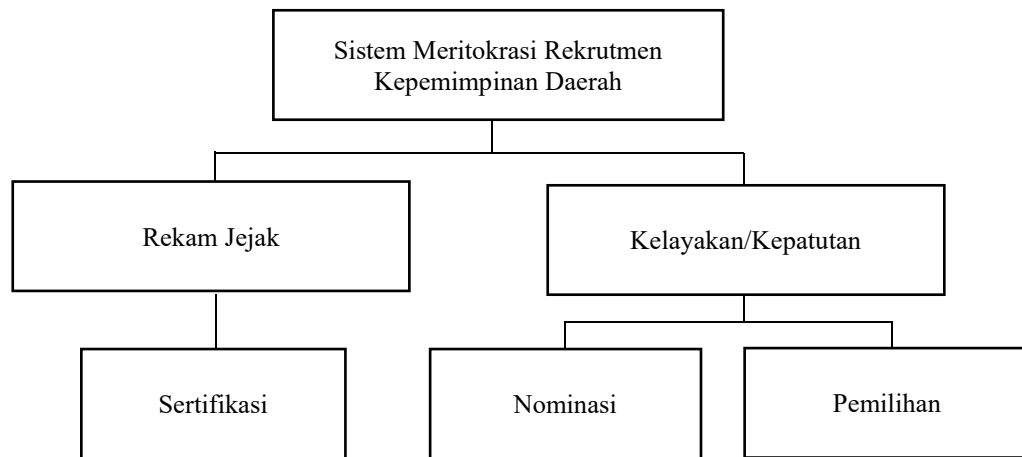 Sistem Meritokrasi Rekrutmen
Kepemimpinan Daerah
Rekam Jejak
Kelayakan/Kepatutan
Sertifikasi
Nominasi
Pemilihan